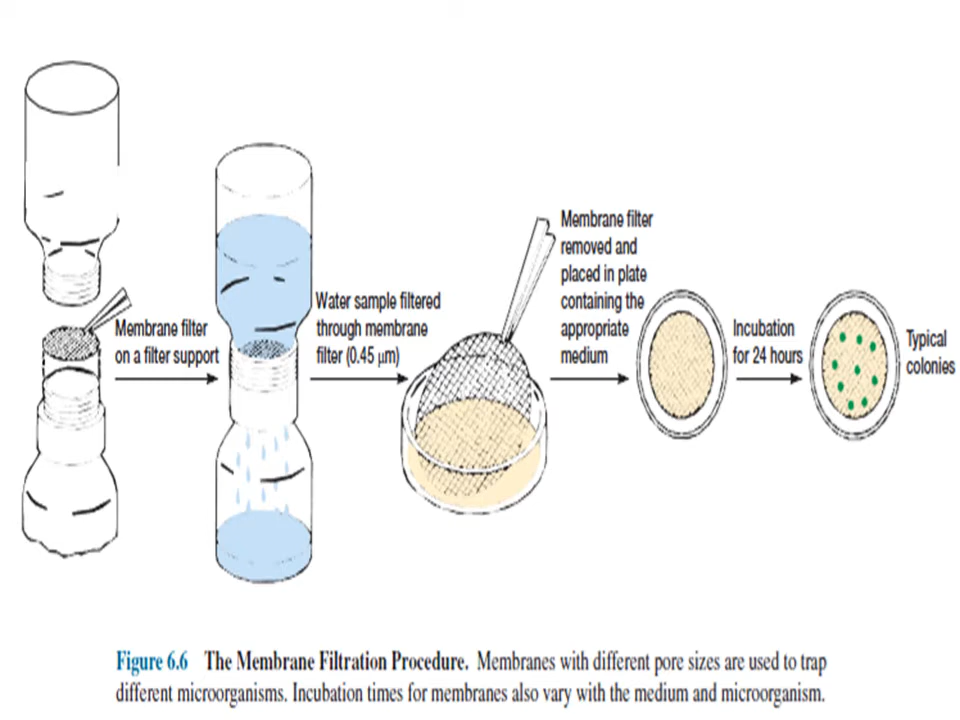 Membrane filter
on a filter support
Water sample filtered
through membrane
filter (0.45 µm)
Membrane filter
removed and
placed in plate
containing the
appropriate
medium
Incubation
for 24 hours
Typical
colonies
Figure 6.6 The Membrane Filtration Procedure. Membranes with different pore sizes are used to trap
different microorganisms. Incubation times for membranes also vary with the medium and microorganism.